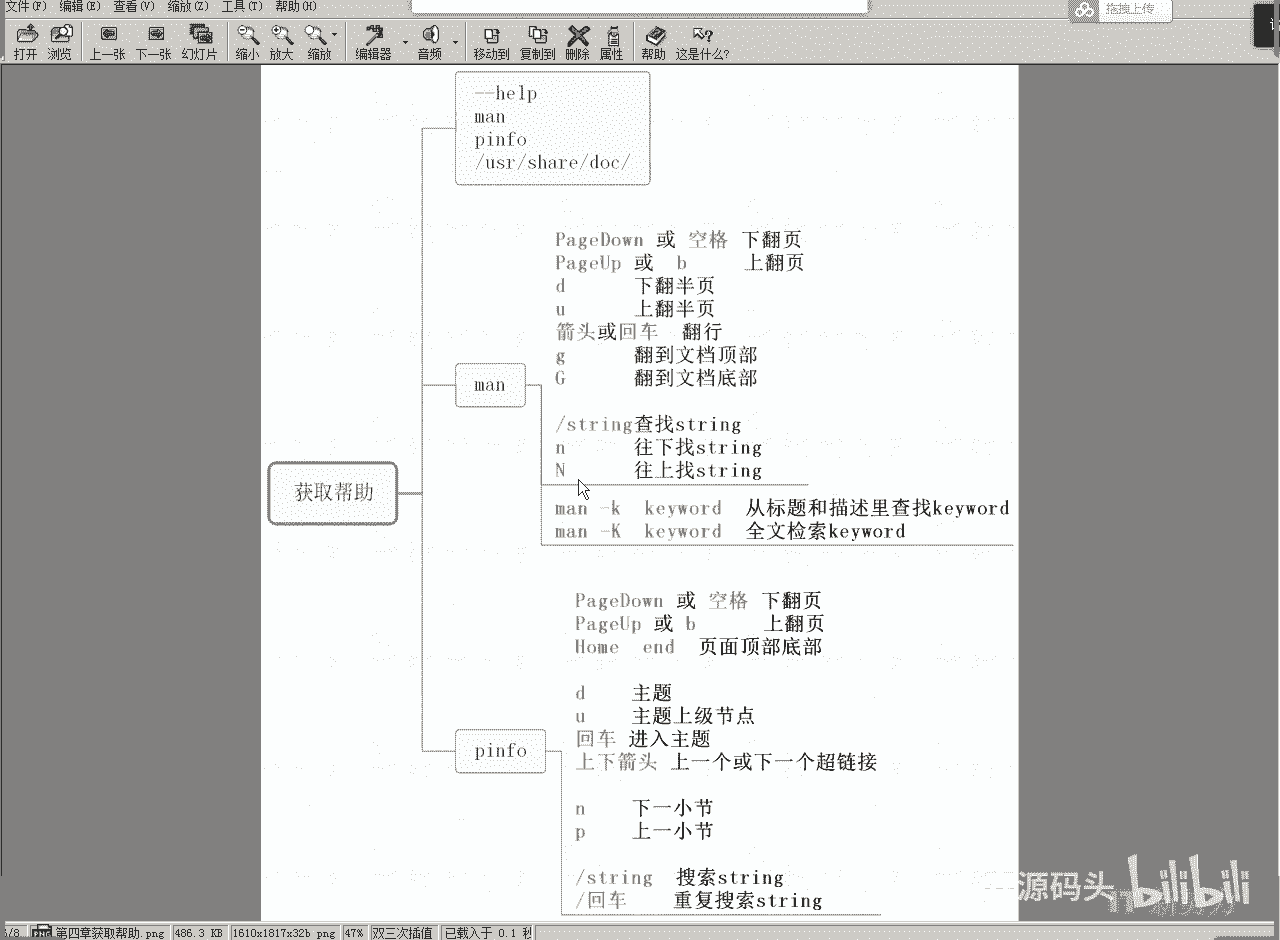 文件(F) 编辑(E) 查看(V) 缩放(Z) 工具(T) 帮助(H)
拖拽上传
打开 浏览 上一张 下一张 幻灯片 缩小 放大 缩放 编辑器 音频 移动到 复制到 删除 属性 帮助 这是什么?
--help
man
pinfo
/usr/share/doc/
PageDown 或 空格 下翻页
PageUp 或 b 上翻页
d 下翻半页
u 上翻半页
箭头或回车 翻行
g 翻到文档顶部
G 翻到文档底部
man
/string查找string
n 往下找string
N 往上找string
获取帮助
man -k keyword 从标题和描述里查找keyword
man -K keyword 全文检索keyword
PageDown 或 空格 下翻页
PageUp 或 b 上翻页
Home end 页面顶部底部
d 主题
u 主题上级节点
回车 进入主题
pinfo
上下箭头 上一个或下一个超链接
n 下一小节
p 上一小节
/string 搜索string
/回车 重复搜索string
源码头 bilibili
/8 第四章获取帮助.png 486.3 KB 1610x1817x32b png 47% 双三次插值 已载入于 0.1 秒